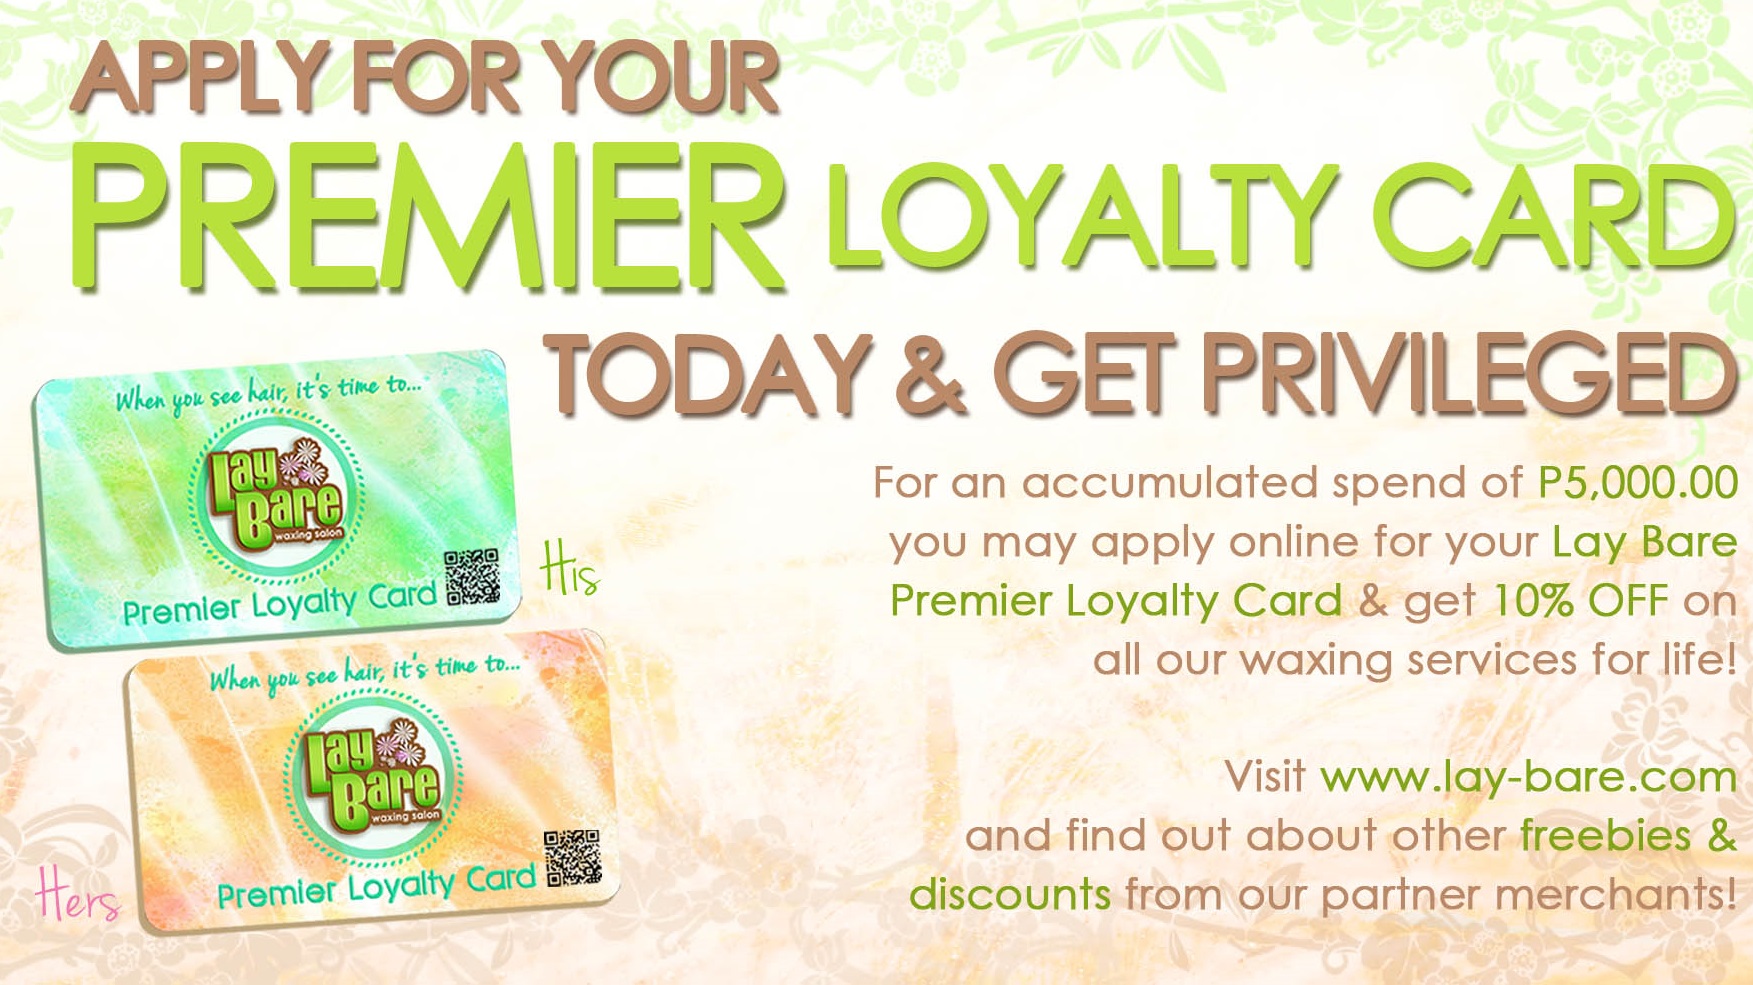 APPLY FOR YOUR
PREMIER LOYALTY CARD
TODAY & GET PRIVILEGED
When you see hair, it's time to...
Lay
Bare
waxing salon
Premier Loyalty Card
His
When you see hair, it's time to...
Lay
Bare
waxing salon
Premier Loyalty Card
Hers
For an accumulated spend of P5,000.00
you may apply online for your Lay Bare
Premier Loyalty Card & get 10% OFF on
all our waxing services for life!
Visit www.lay-bare.com
and find out about other freebies &
discounts from our partner merchants!